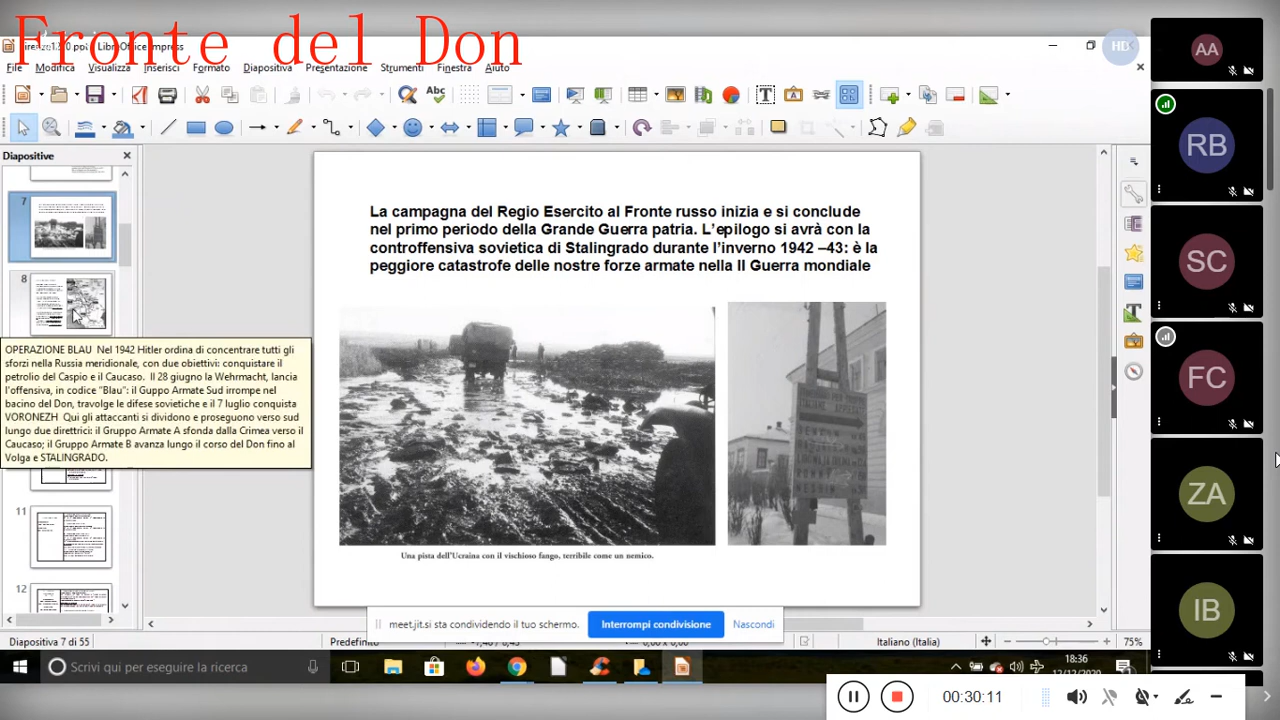 Fronte del Don
HD
File Modifica Visualizza Inserisci Formato Diapositiva Presentazione Strumenti Finestra Aiuto
Abc
Diapositive
7
8
11
12
OPERAZIONE BLAU Nel 1942 Hitler ordina di concentrare tutti gli
sforzi nella Russia meridionale, con due obiettivi: conquistare il
petrolio del Caspio e il Caucaso. Il 28 giugno la Wehrmacht, lancia
l'offensiva, in codice "Blau": il Guppo Armate Sud irrompe nel
bacino del Don, travolge le difese sovietiche e il 7 luglio conquista
VORONEZH Qui gli attaccanti si dividono e proseguono verso sud
lungo due direttrici: il Gruppo Armate A sfonda dalla Crimea verso il
Caucaso; il Gruppo Armate B avanza lungo il corso del Don fino al
Volga e STALINGRADO.
La campagna del Regio Esercito al Fronte russo inizia e si conclude
nel primo periodo della Grande Guerra patria. L'epilogo si avrà con la
controffensiva sovietica di Stalingrado durante l'inverno 1942 –43: è la
peggiore catastrofe delle nostre forze armate nella II Guerra mondiale
Una pista dell'Ucraina con il vischioso fango, terribile come un nemico.
meet.jit.si sta condividendo il tuo schermo. Interrompi condivisione Nascondi
Diapositiva 7 di 55 Predefinito Italiano (Italia) 75%
Scrivi qui per eseguire la ricerca
18:36
12/12/2020
AA
RB
SC
FC
ZA
IB
00:30:11